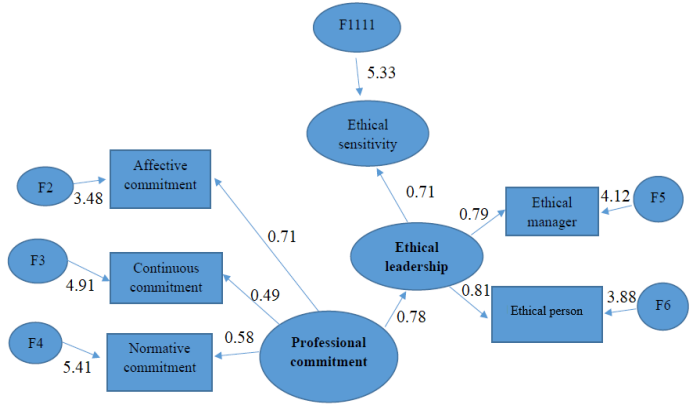 F1111
5.33
Ethical
sensitivity
Affective
commitment
F2
3.48
0.71
0.71
Ethical
manager
0.79
4.12
F5
F3
4.91
Continuous
commitment
0.49
Ethical
leadership
0.81
Ethical person
3.88
F6
F4
5.41
Normative
commitment
0.58
Professional
commitment
0.78